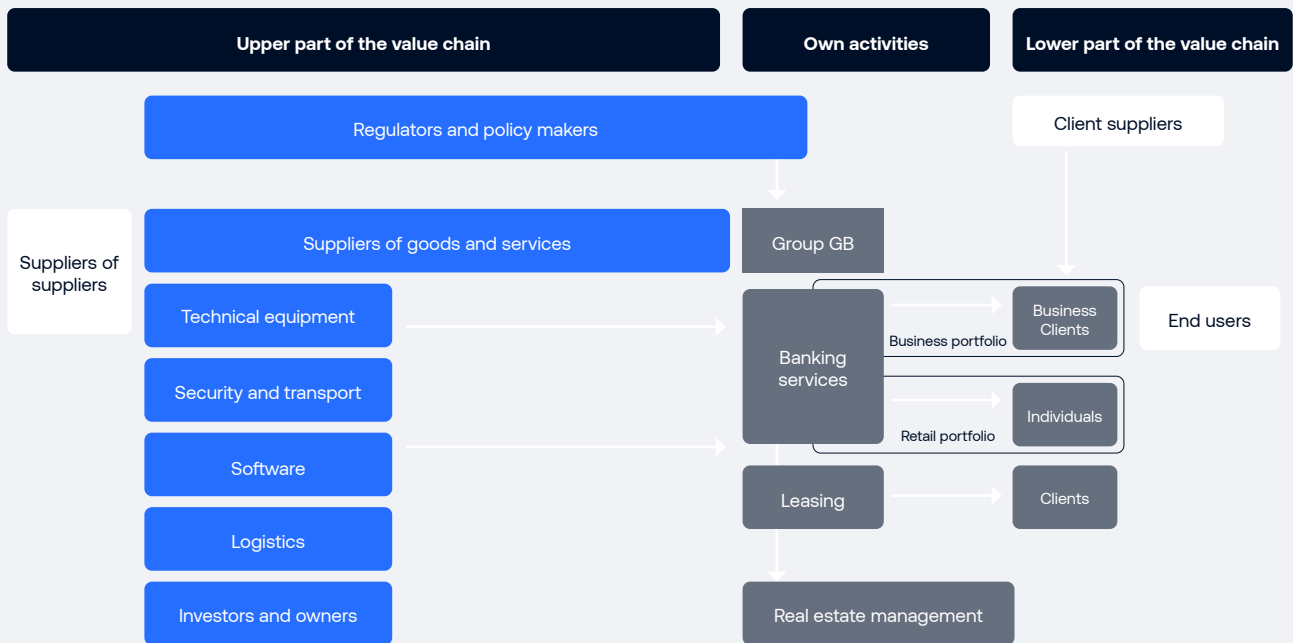 Upper part of the value chain
Own activities
Lower part of the value chain
Regulators and policy makers
Client suppliers
Suppliers of
suppliers
Suppliers of goods and services
Group GB
Technical equipment
Business
Clients
End users
Business portfolio
Banking
services
Security and transport
Individuals
Retail portfolio
Software
Leasing
Clients
Logistics
Investors and owners
Real estate management